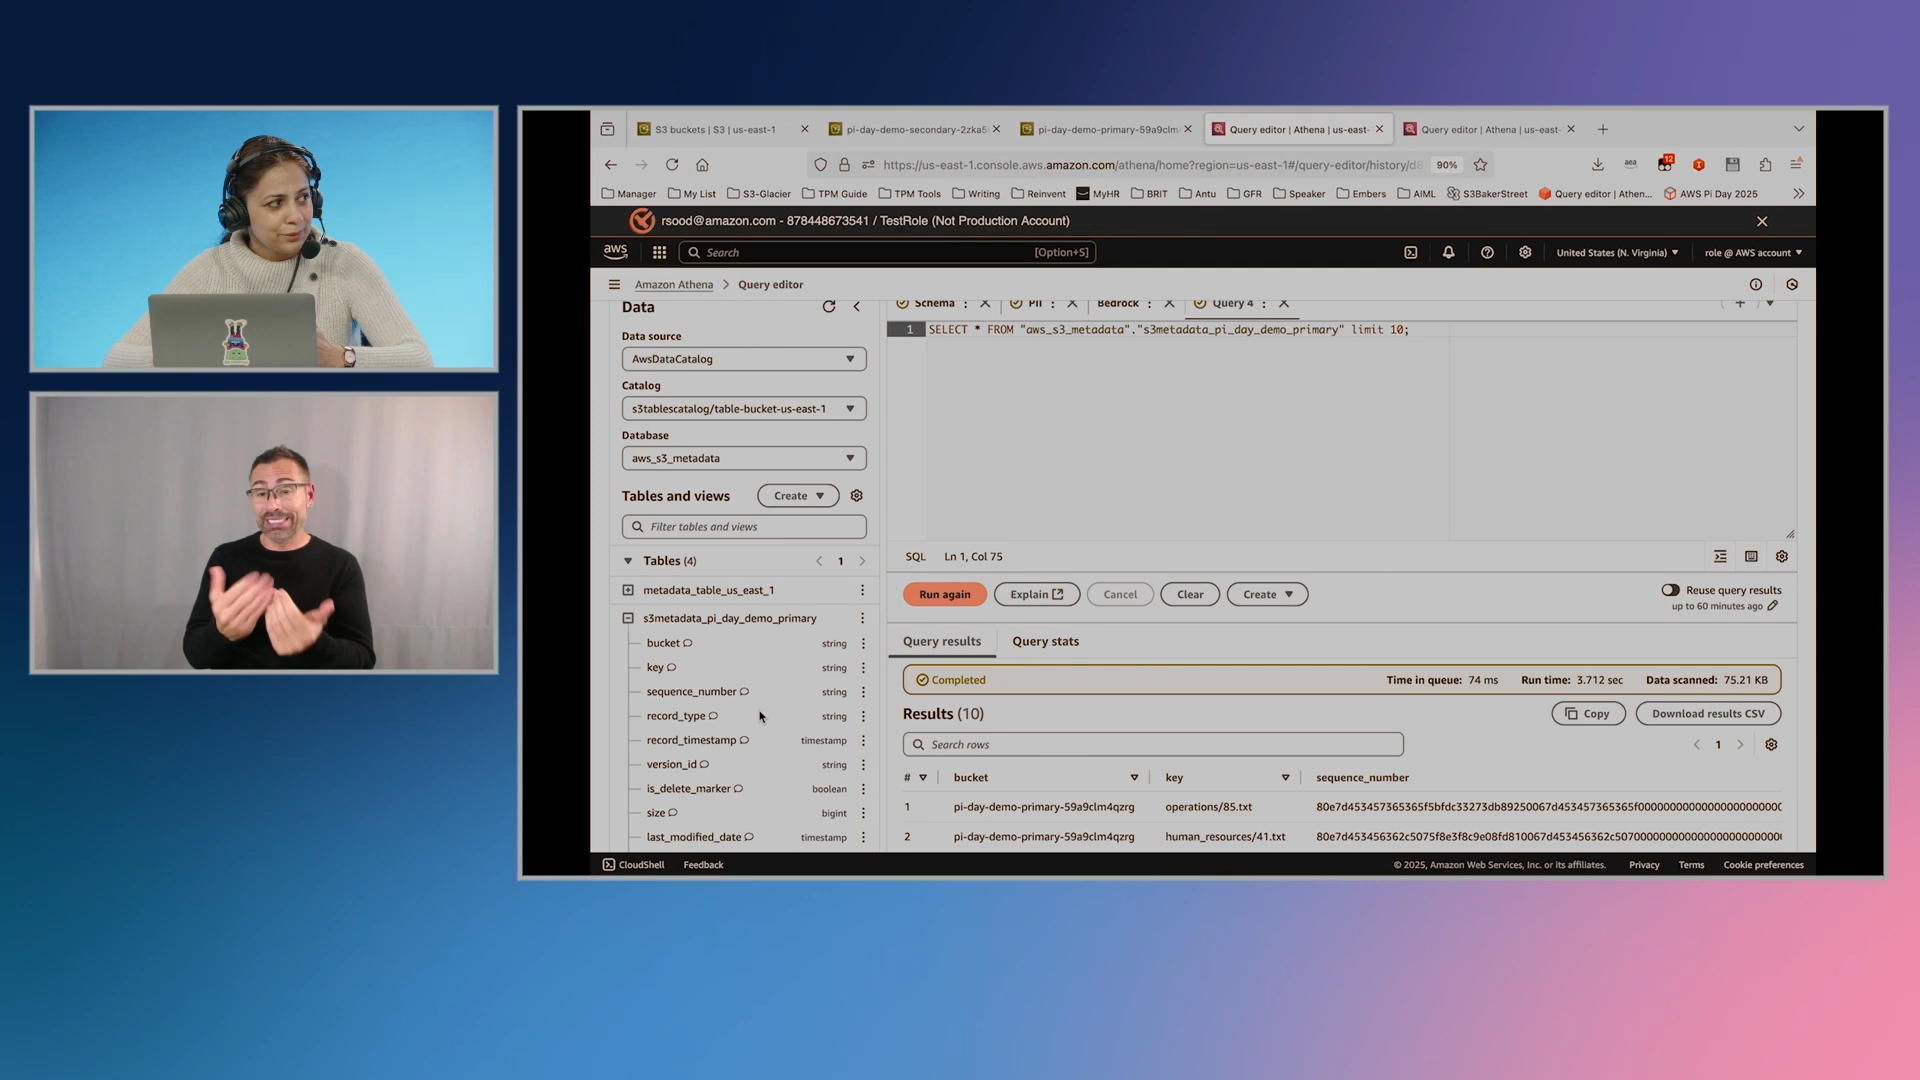 S3 buckets | S3 | us-east-1
pi-day-demo-secondary-2zka5
pi-day-demo-primary-59a9clm
Query editor | Athena | us-east-
Query editor | Athena | us-east-
https://us-east-1.console.aws.amazon.com/athena/home?region=us-east-1#/query-editor/history/d8
90%
aea
12
Manager
My List
S3-Glacier
TPM Guide
TPM Tools
Writing
Reinvent
MyHR
BRIT
Antu
GFR
Speaker
Embers
AIML
S3BakerStreet
Query editor | Athen...
AWS Pi Day 2025
rsood@amazon.com - 878448673541 / TestRole (Not Production Account)
aws
Search
[Option+S]
United States (N. Virginia)
role @ AWS account
Amazon Athena
Query editor
Data
Data source
AwsDataCatalog
Catalog
s3tablescatalog/table-bucket-us-east-1
Database
aws_s3_metadata
Tables and views
Create
Filter tables and views
Tables (4)
1
metadata_table_us_east_1
s3metadata_pi_day_demo_primary
bucket string
key string
sequence_number string
record_type string
record_timestamp timestamp
version_id string
is_delete_marker boolean
size bigint
last_modified_date timestamp
Schema
PII
Bedrock
Query 4
1 SELECT * FROM "aws_s3_metadata"."s3metadata_pi_day_demo_primary" limit 10;
SQL Ln 1, Col 75
Run again
Explain
Cancel
Clear
Create
Reuse query results
up to 60 minutes ago
Query results
Query stats
Completed
Time in queue: 74 ms
Run time: 3.712 sec
Data scanned: 75.21 KB
Results (10)
Copy
Download results CSV
Search rows
1
# bucket key sequence_number
1 pi-day-demo-primary-59a9clm4qzrg operations/85.txt
2 pi-day-demo-primary-59a9clm4qzrg human_resources/41.txt
CloudShell
Feedback
© 2025, Amazon Web Services, Inc. or its affiliates.
Privacy
Terms
Cookie preferences